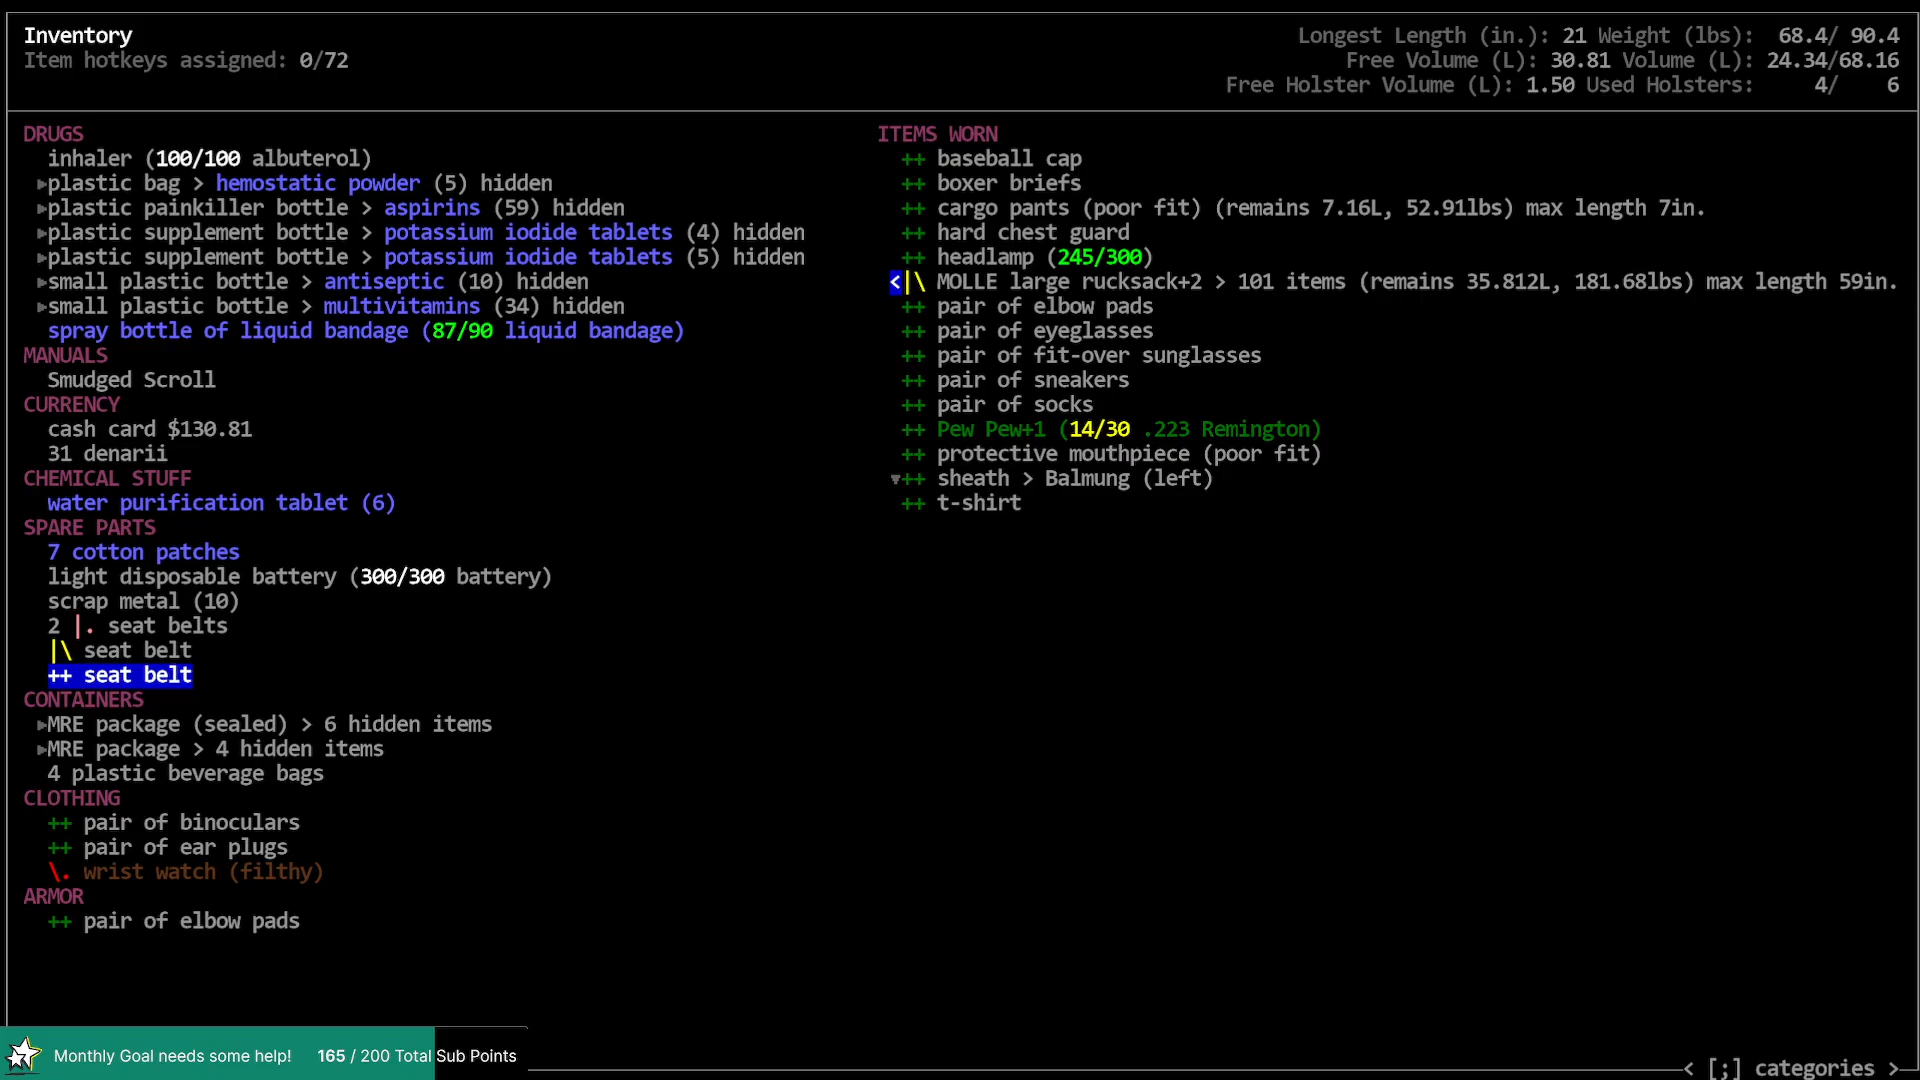 Inventory
Item hotkeys assigned: 0/72
Longest Length (in.): 21 Weight (lbs): 68.4/ 90.4
Free Volume (L): 30.81 Volume (L): 24.34/68.16
Free Holster Volume (L): 1.50 Used Holsters: 4/ 6
DRUGS
inhaler (100/100 albuterol)
▸plastic bag > hemostatic powder (5) hidden
▸plastic painkiller bottle > aspirins (59) hidden
▸plastic supplement bottle > potassium iodide tablets (4) hidden
▸plastic supplement bottle > potassium iodide tablets (5) hidden
▸small plastic bottle > antiseptic (10) hidden
▸small plastic bottle > multivitamins (34) hidden
spray bottle of liquid bandage (87/90 liquid bandage)
MANUALS
Smudged Scroll
CURRENCY
cash card $130.81
31 denarii
CHEMICAL STUFF
water purification tablet (6)
SPARE PARTS
7 cotton patches
light disposable battery (300/300 battery)
scrap metal (10)
2 |. seat belts
|\ seat belt
++ seat belt
CONTAINERS
▸MRE package (sealed) > 6 hidden items
▸MRE package > 4 hidden items
4 plastic beverage bags
CLOTHING
++ pair of binoculars
++ pair of ear plugs
\. wrist watch (filthy)
ARMOR
++ pair of elbow pads
ITEMS WORN
++ baseball cap
++ boxer briefs
++ cargo pants (poor fit) (remains 7.16L, 52.91lbs) max length 7in.
++ hard chest guard
++ headlamp (245/300)
<|\ MOLLE large rucksack+2 > 101 items (remains 35.812L, 181.68lbs) max length 59in.
++ pair of elbow pads
++ pair of eyeglasses
++ pair of fit-over sunglasses
++ pair of sneakers
++ pair of socks
++ Pew Pew+1 (14/30 .223 Remington)
++ protective mouthpiece (poor fit)
▾++ sheath > Balmung (left)
++ t-shirt
Monthly Goal needs some help! 165 / 200 Total Sub Points
< [;] categories >